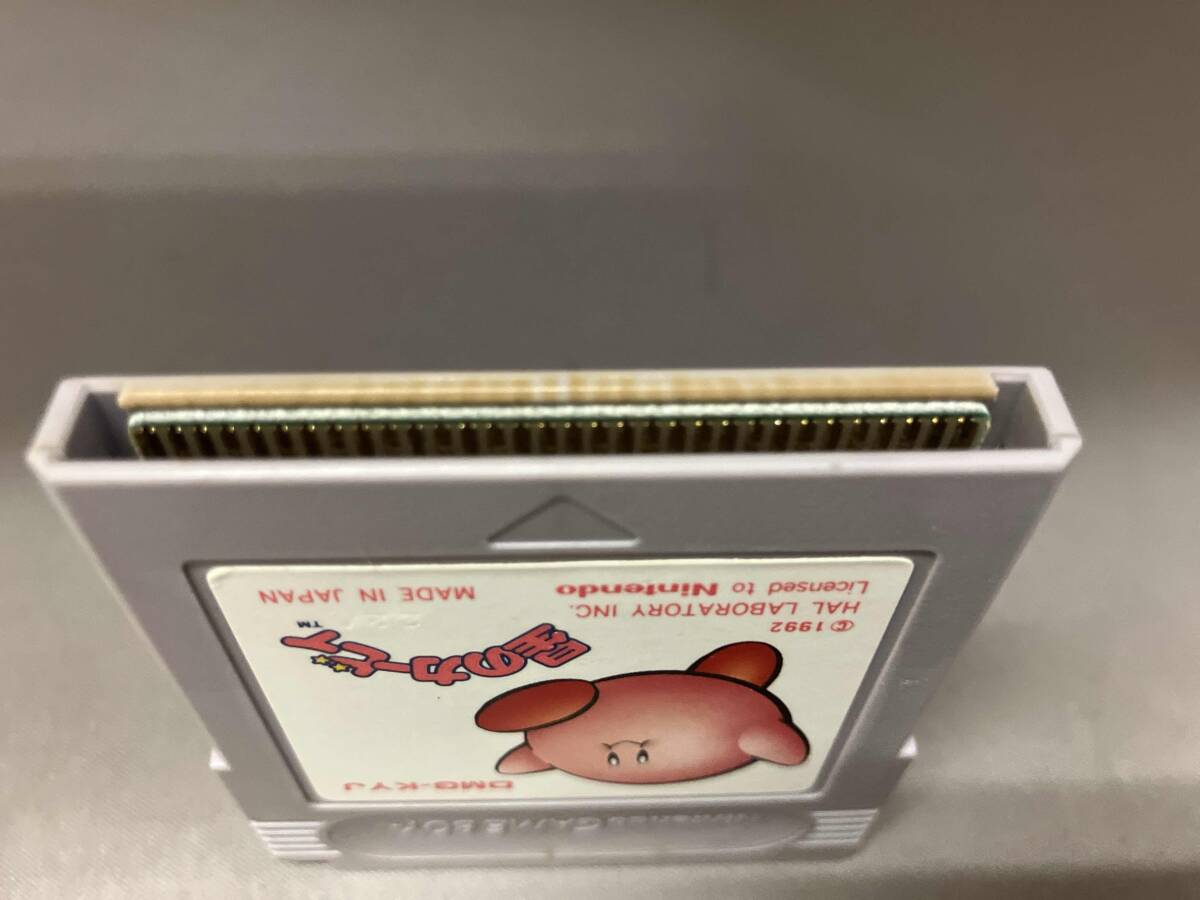 Nintendo GAME BOY
DMG-KYJ
星のカービィ
TM
© 1992
HAL LABORATORY INC.
Licensed to Nintendo
MADE IN JAPAN